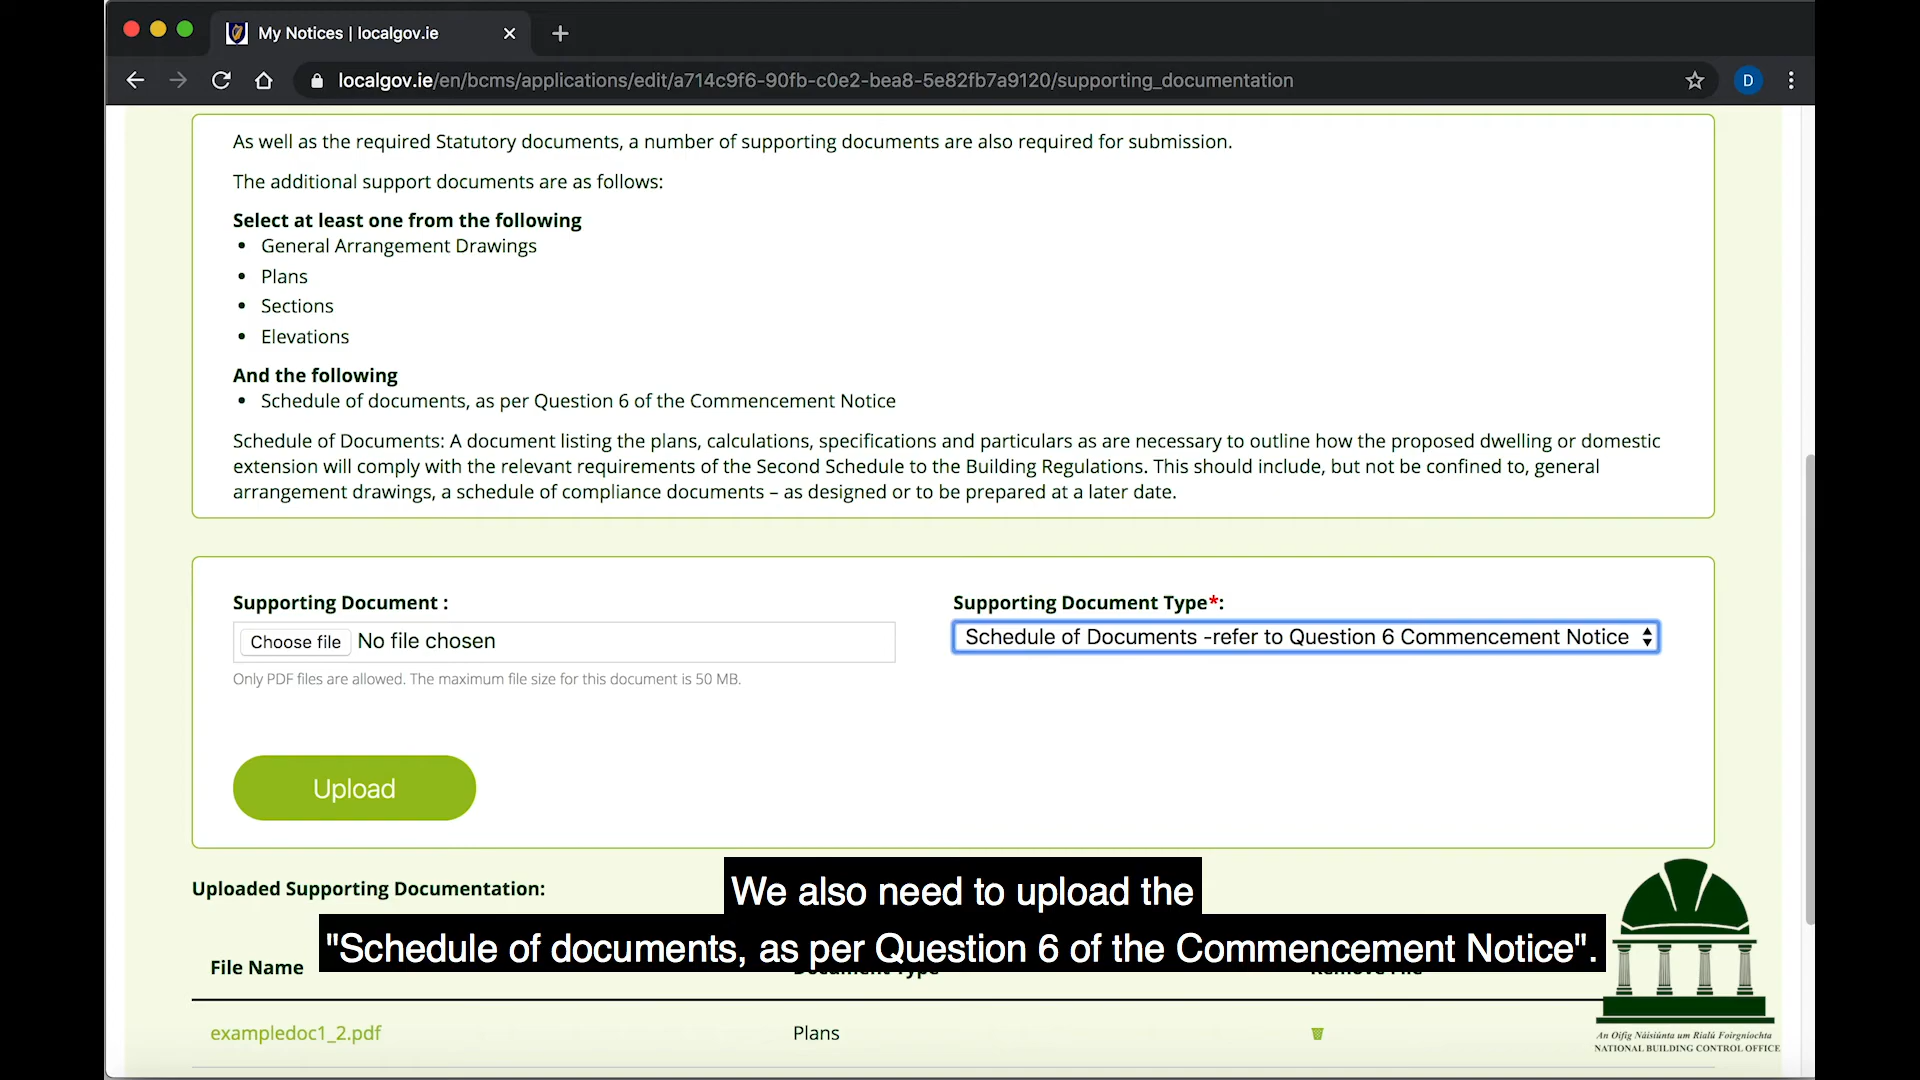 My Notices | localgov.ie
localgov.ie/en/bcms/applications/edit/a714c9f6-90fb-c0e2-bea8-5e82fb7a9120/supporting_documentation
D
As well as the required Statutory documents, a number of supporting documents are also required for submission.
The additional support documents are as follows:
Select at least one from the following
• General Arrangement Drawings
• Plans
• Sections
• Elevations
And the following
• Schedule of documents, as per Question 6 of the Commencement Notice
Schedule of Documents: A document listing the plans, calculations, specifications and particulars as are necessary to outline how the proposed dwelling or domestic
extension will comply with the relevant requirements of the Second Schedule to the Building Regulations. This should include, but not be confined to, general
arrangement drawings, a schedule of compliance documents – as designed or to be prepared at a later date.
Supporting Document :
Supporting Document Type*:
Choose file No file chosen
Schedule of Documents -refer to Question 6 Commencement Notice
Only PDF files are allowed. The maximum file size for this document is 50 MB.
Upload
Uploaded Supporting Documentation:
We also need to upload the
"Schedule of documents, as per Question 6 of the Commencement Notice".
File Name
exampledoc1_2.pdf
Plans
An Oifig Náisiúnta um Rialú Foirgníochta
NATIONAL BUILDING CONTROL OFFICE